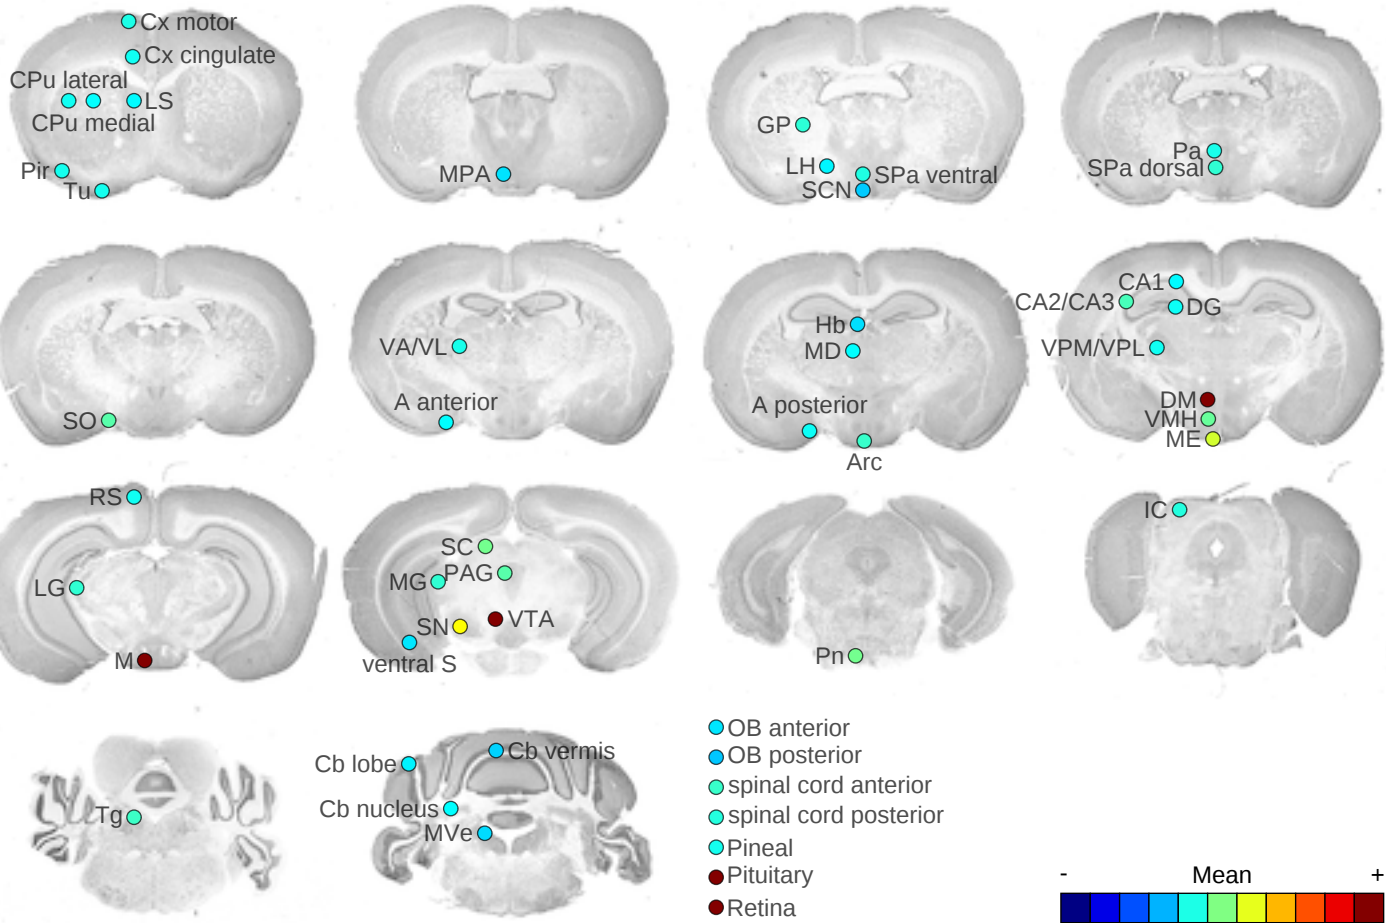 Cx motor
Cx cingulate
CPu lateral
LS
CPu medial
Pir
Tu
MPA
GP
LH
SPa ventral
SCN
Pa
SPa dorsal
SO
VA/VL
A anterior
Hb
MD
A posterior
Arc
CA1
CA2/CA3
DG
VPM/VPL
DM
VMH
ME
RS
LG
M
SC
MG
PAG
SN
VTA
ventral S
Pn
IC
Tg
Cb vermis
Cb lobe
Cb nucleus
MVe
OB anterior
OB posterior
spinal cord anterior
spinal cord posterior
Pineal
Pituitary
Retina
- Mean +